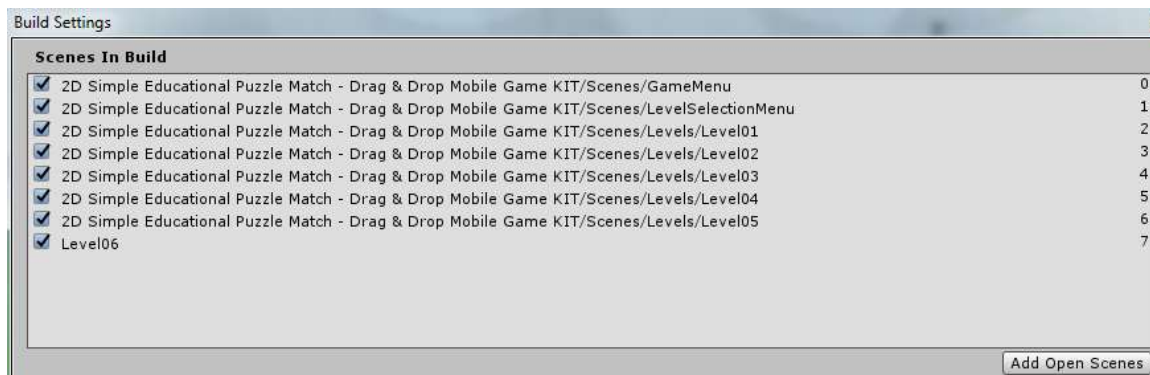 Build Settings
Scenes In Build
2D Simple Educational Puzzle Match - Drag & Drop Mobile Game KIT/Scenes/GameMenu 0
2D Simple Educational Puzzle Match - Drag & Drop Mobile Game KIT/Scenes/LevelSelectionMenu 1
2D Simple Educational Puzzle Match - Drag & Drop Mobile Game KIT/Scenes/Levels/Level01 2
2D Simple Educational Puzzle Match - Drag & Drop Mobile Game KIT/Scenes/Levels/Level02 3
2D Simple Educational Puzzle Match - Drag & Drop Mobile Game KIT/Scenes/Levels/Level03 4
2D Simple Educational Puzzle Match - Drag & Drop Mobile Game KIT/Scenes/Levels/Level04 5
2D Simple Educational Puzzle Match - Drag & Drop Mobile Game KIT/Scenes/Levels/Level05 6
Level06 7
Add Open Scenes